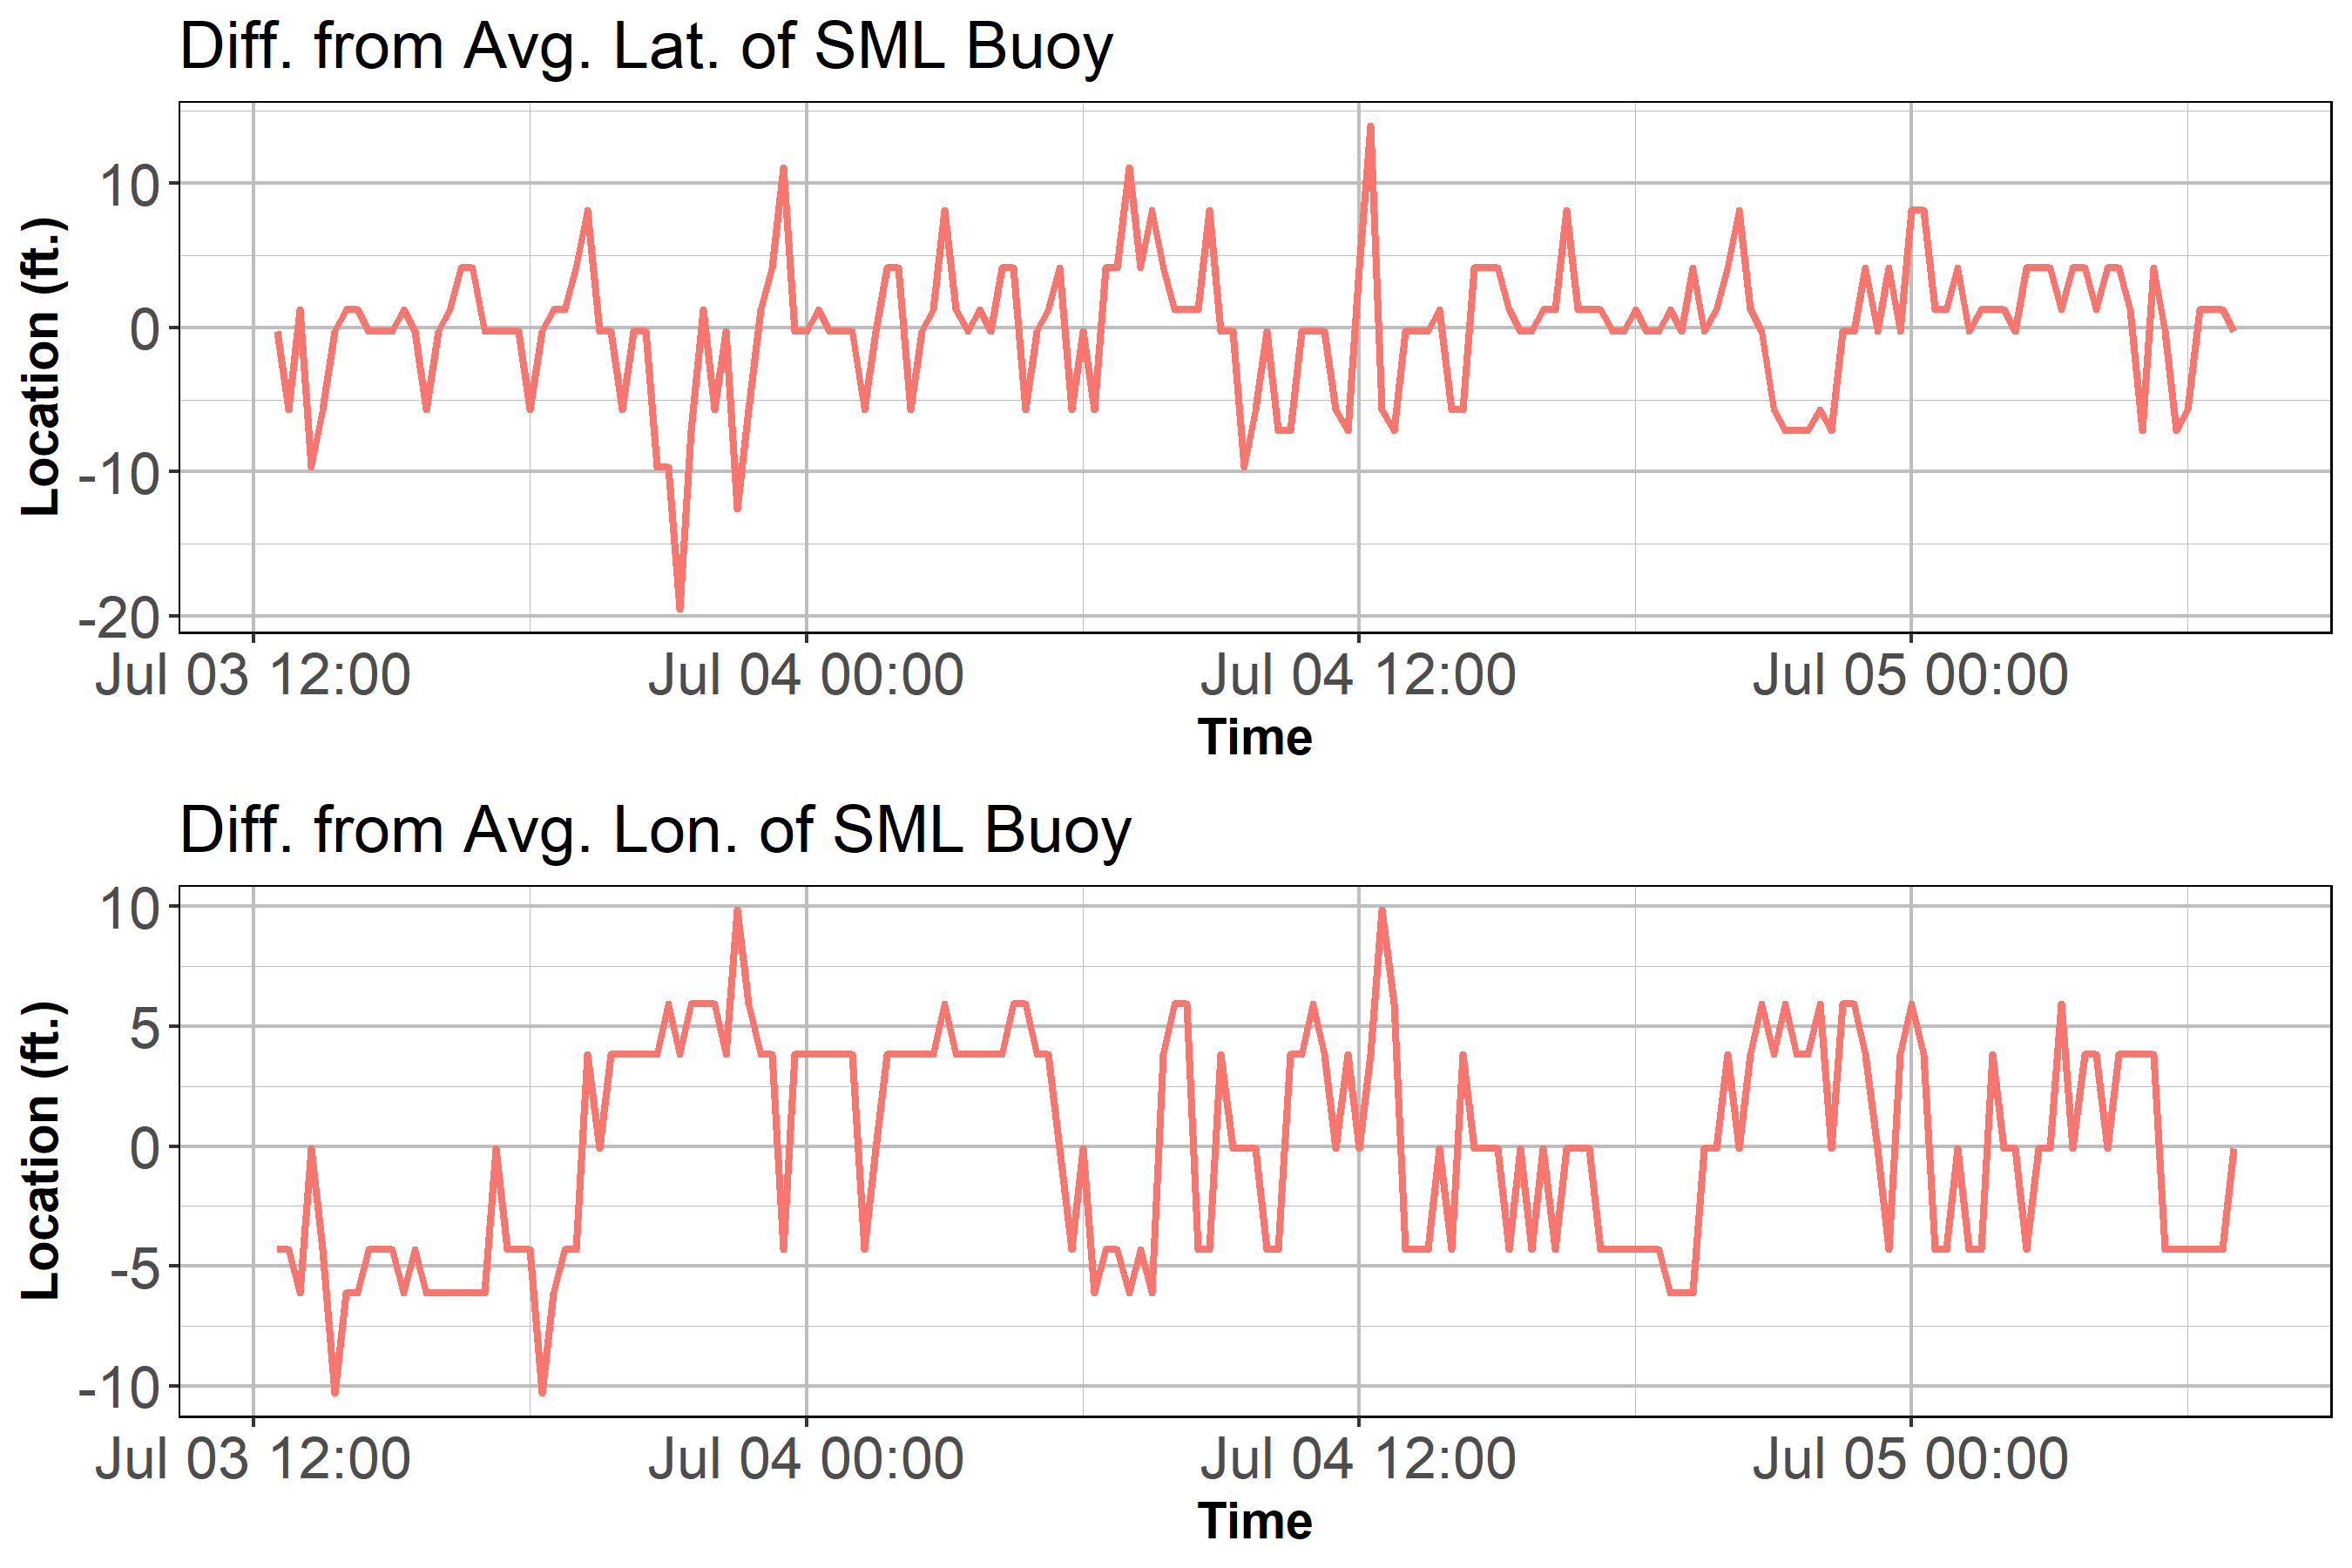 Diff. from Avg. Lat. of SML Buoy
Location (ft.)
10
0
-10
-20
Jul 03 12:00 Jul 04 00:00 Jul 04 12:00 Jul 05 00:00
Time
Diff. from Avg. Lon. of SML Buoy
Location (ft.)
10
5
0
-5
-10
Jul 03 12:00 Jul 04 00:00 Jul 04 12:00 Jul 05 00:00
Time